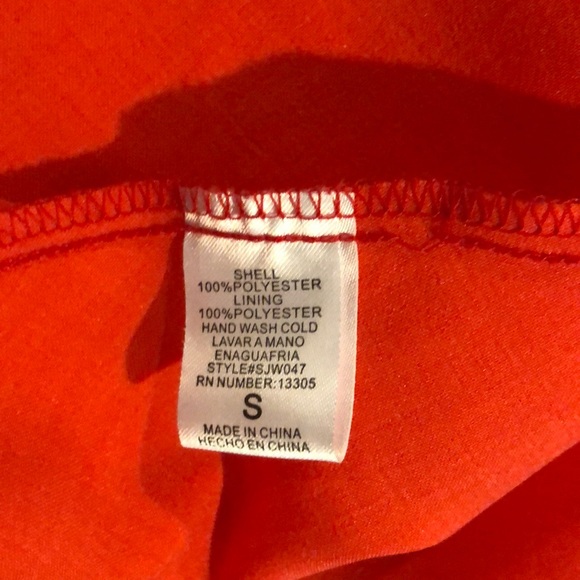 SHELL
100%POLYESTER
LINING
100%POLYESTER
HAND WASH COLD
LAVAR A MANO
ENAGUAFRIA
STYLE#SJW047
RN NUMBER:13305
S
MADE IN CHINA
HECHO EN CHINA